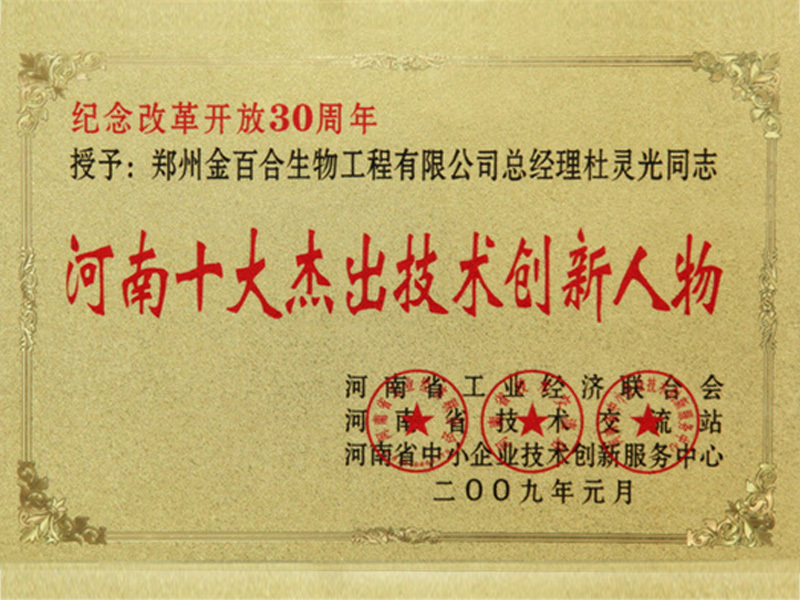 纪念改革开放30周年
授予：郑州金百合生物工程有限公司总经理杜灵光同志
河南十大杰出技术创新人物
河南省工业经济联合会
河南省技术交流站
河南省中小企业技术创新服务中心
二〇〇九年元月